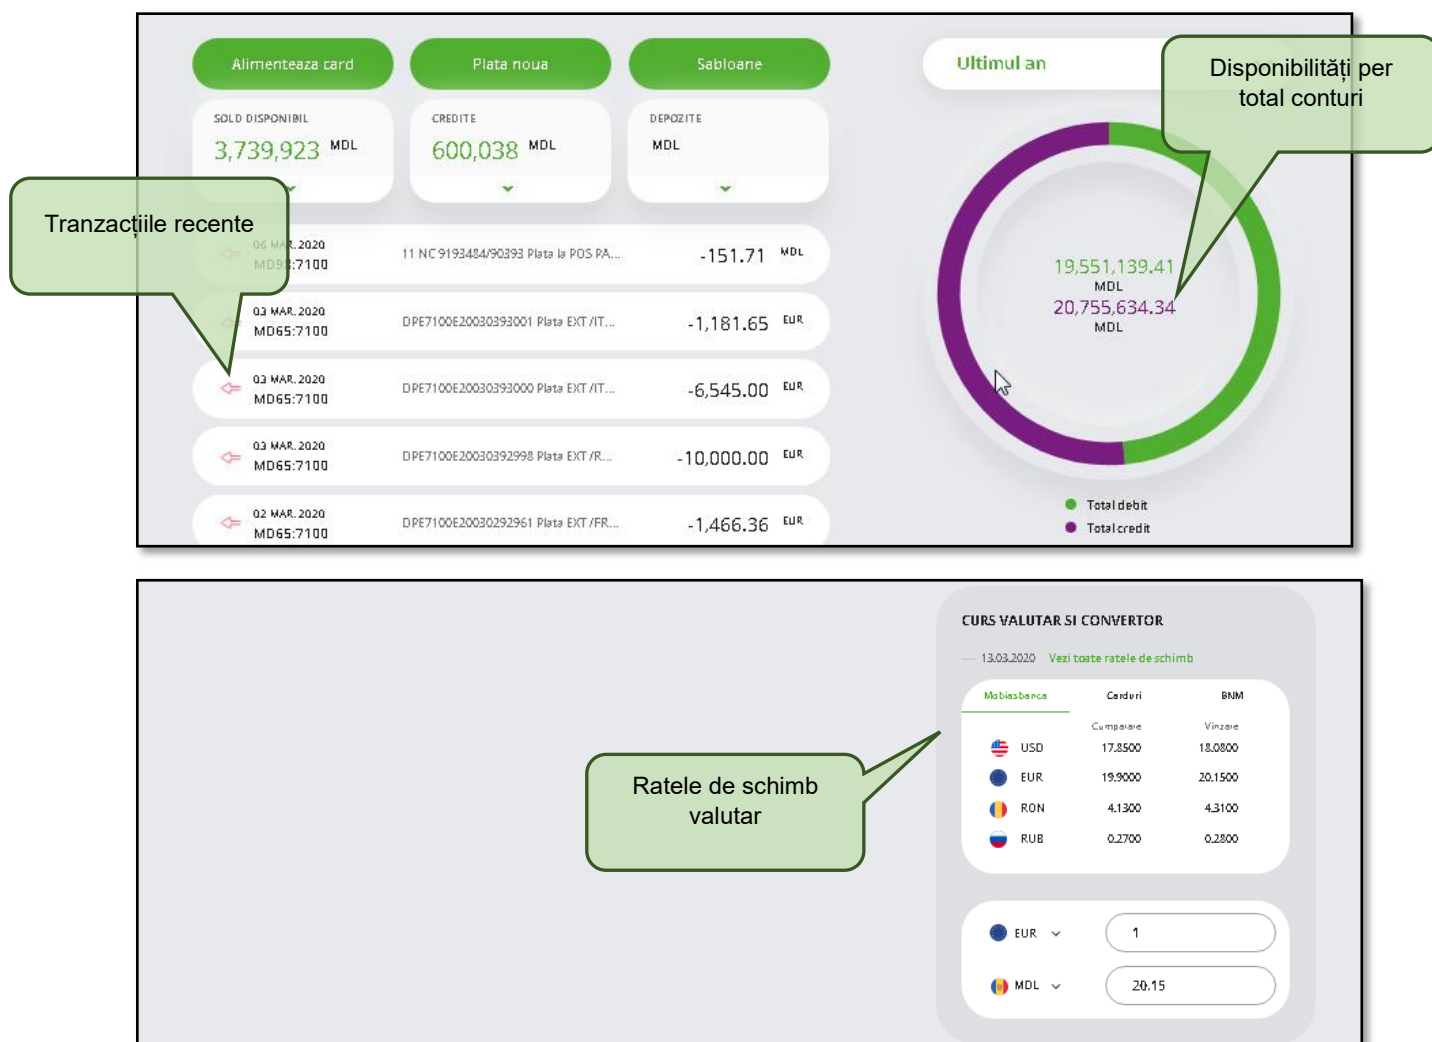 Alimenteaza card Plata noua Sabloane Ultimul an
Disponibilități per
total conturi
SOLD DISPONIBIL CREDITE DEPOZITE
3,739,923 MDL 600,038 MDL MDL
Tranzacțiile recente
06 MAR. 2020
MD98:7100 11 NC 9193484/90393 Plata la POS PA... -151.71 MDL
03 MAR. 2020
MD65:7100 DPE7100E20030393001 Plata EXT /IT... -1,181.65 EUR
03 MAR. 2020
MD65:7100 DPE7100E20030393000 Plata EXT /IT... -6,545.00 EUR
03 MAR. 2020
MD65:7100 DPE7100E20030392998 Plata EXT /R... -10,000.00 EUR
02 MAR. 2020
MD65:7100 DPE7100E20030292961 Plata EXT /FR... -1,466.36 EUR
19,551,139.41
MDL
20,755,634.34
MDL
Total debit
Total credit
CURS VALUTAR SI CONVERTOR
13.03.2020 Vezi toate ratele de schimb
Mobiasbanca Carduri BNM
Cumparare Vinzare
USD 17.8500 18.0800
EUR 19.9000 20.1500
RON 4.1300 4.3100
RUB 0.2700 0.2800
Ratele de schimb
valutar
EUR 1
MDL 20.15